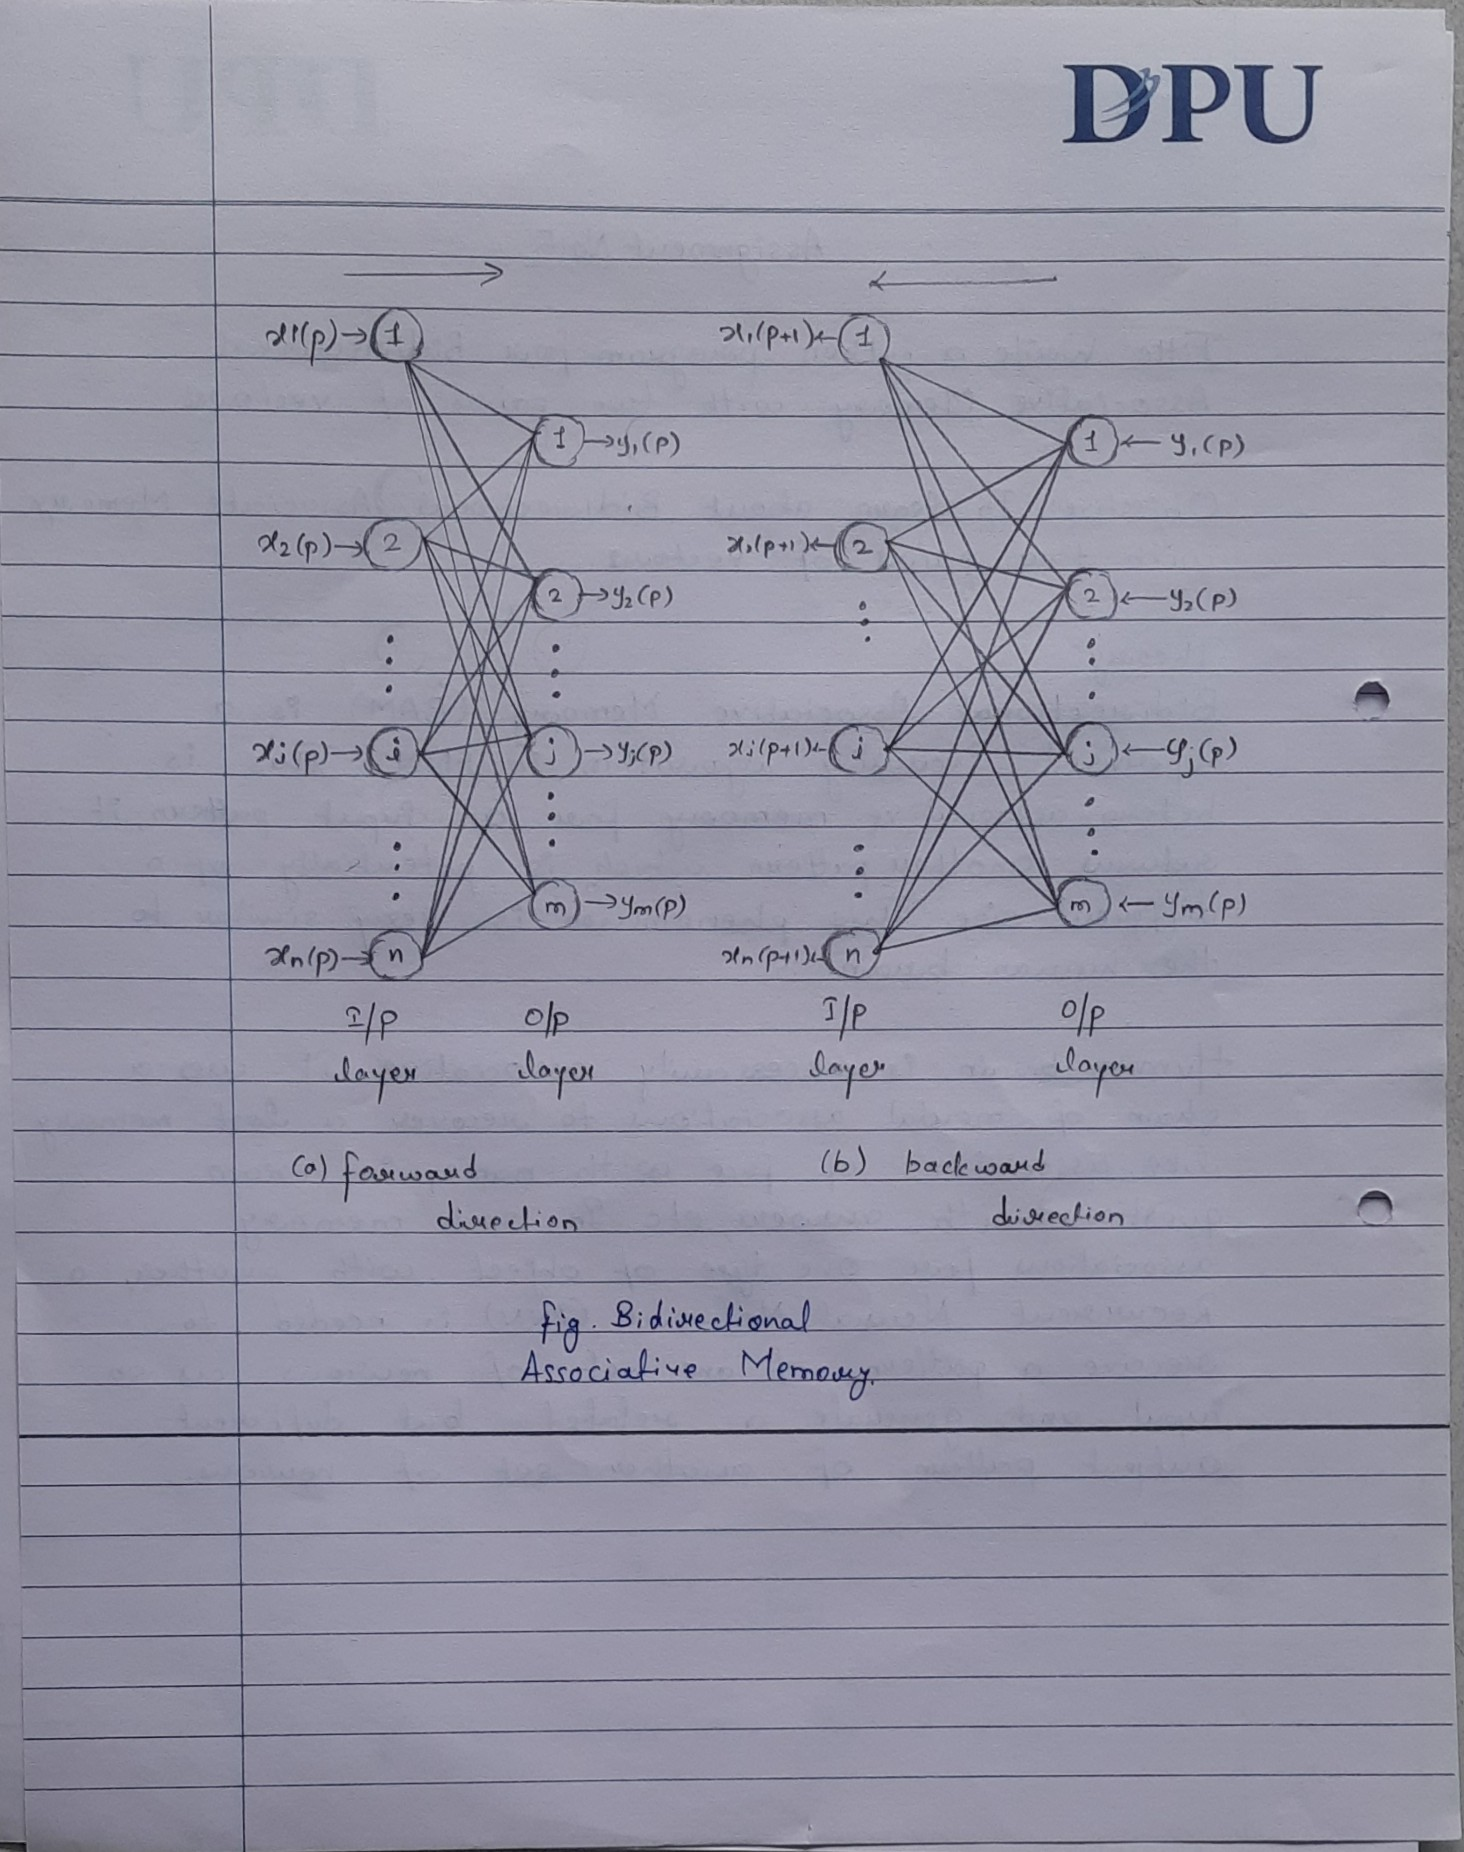 DPU
x1(p)→ 1 x1(p+1)← 1
1 →y1(p) 1 ← y1(p)
x2(p)→ 2 x2(p+1)← 2
2 →y2(p) 2 ←y2(p)
xi(p)→ i j →yj(p) xi(p+1)← i j ←yj(p)
m →ym(p) m ← ym(p)
xn(p)→ n xn(p+1)← n
I/p O/p I/p O/p
layer layer layer layer
(a) forward (b) backward
direction direction
fig. Bidirectional
Associative Memory.